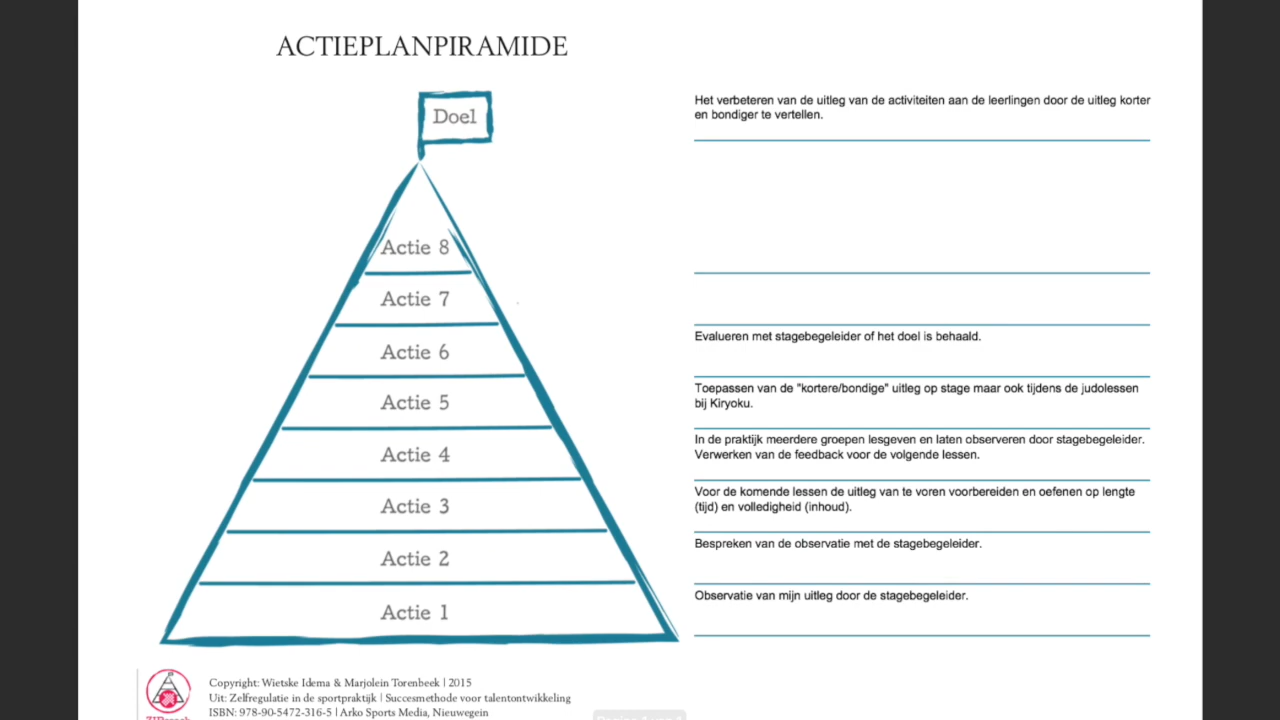 ACTIEPLANPIRAMIDE
Doel
Het verbeteren van de uitleg van de activiteiten aan de leerlingen door de uitleg korter
en bondiger te vertellen.
Actie 8
Actie 7
Actie 6
Evalueren met stagebegeleider of het doel is behaald.
Actie 5
Toepassen van de "kortere/bondige" uitleg op stage maar ook tijdens de judolessen
bij Kiryoku.
Actie 4
In de praktijk meerdere groepen lesgeven en laten observeren door stagebegeleider.
Verwerken van de feedback voor de volgende lessen.
Actie 3
Voor de komende lessen de uitleg van te voren voorbereiden en oefenen op lengte
(tijd) en volledigheid (inhoud).
Actie 2
Bespreken van de observatie met de stagebegeleider.
Actie 1
Observatie van mijn uitleg door de stagebegeleider.
Copyright: Wietske Idema & Marjolein Torenbeek | 2015
Uit: Zelfregulatie in de sportpraktijk | Succesmethode voor talentontwikkeling
ISBN: 978-90-5472-316-5 | Arko Sports Media, Nieuwegein